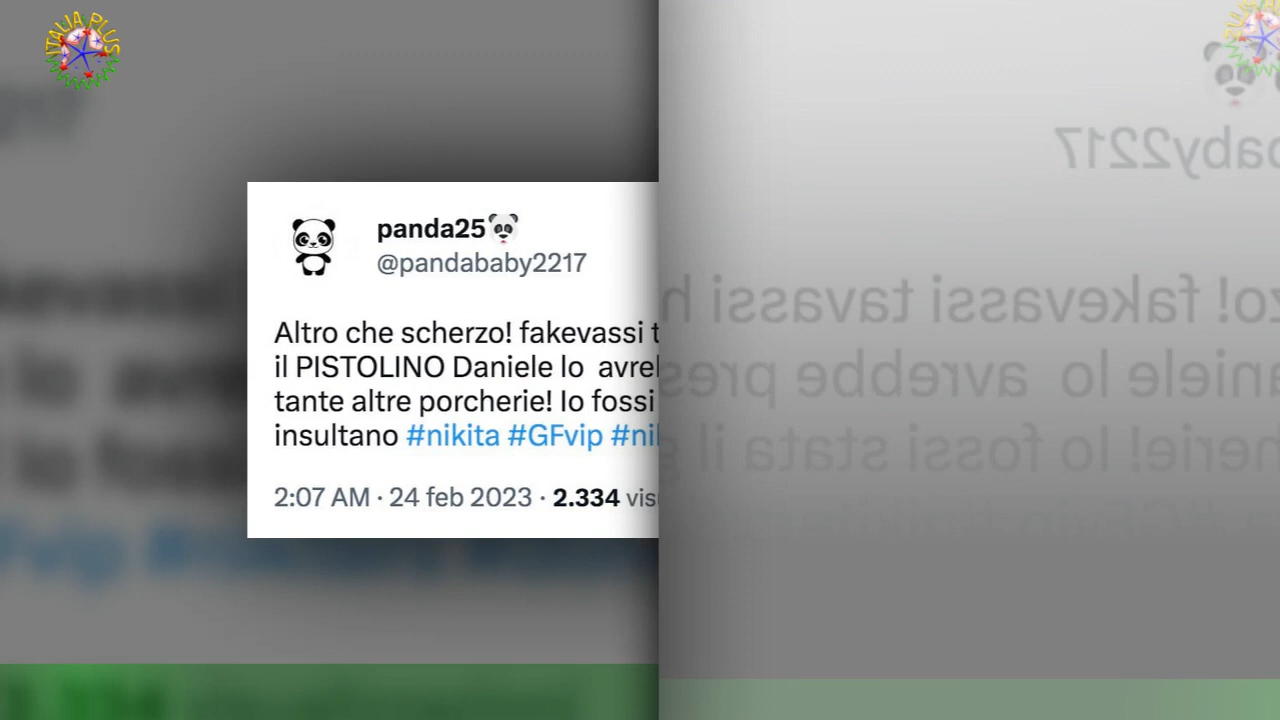 ITALIA PLUS
panda25🐼
@pandababy2217
Altro che scherzo! fakevassi t
il PISTOLINO Daniele lo avre
tante altre porcherie! Io fossi
insultano #nikita #GFvip #ni
2:07 AM · 24 feb 2023 · 2.334 vis
baby2217
zo! fakevassi tavassi h
aniele lo avrebbe pres
herie! Io fossi stata il g